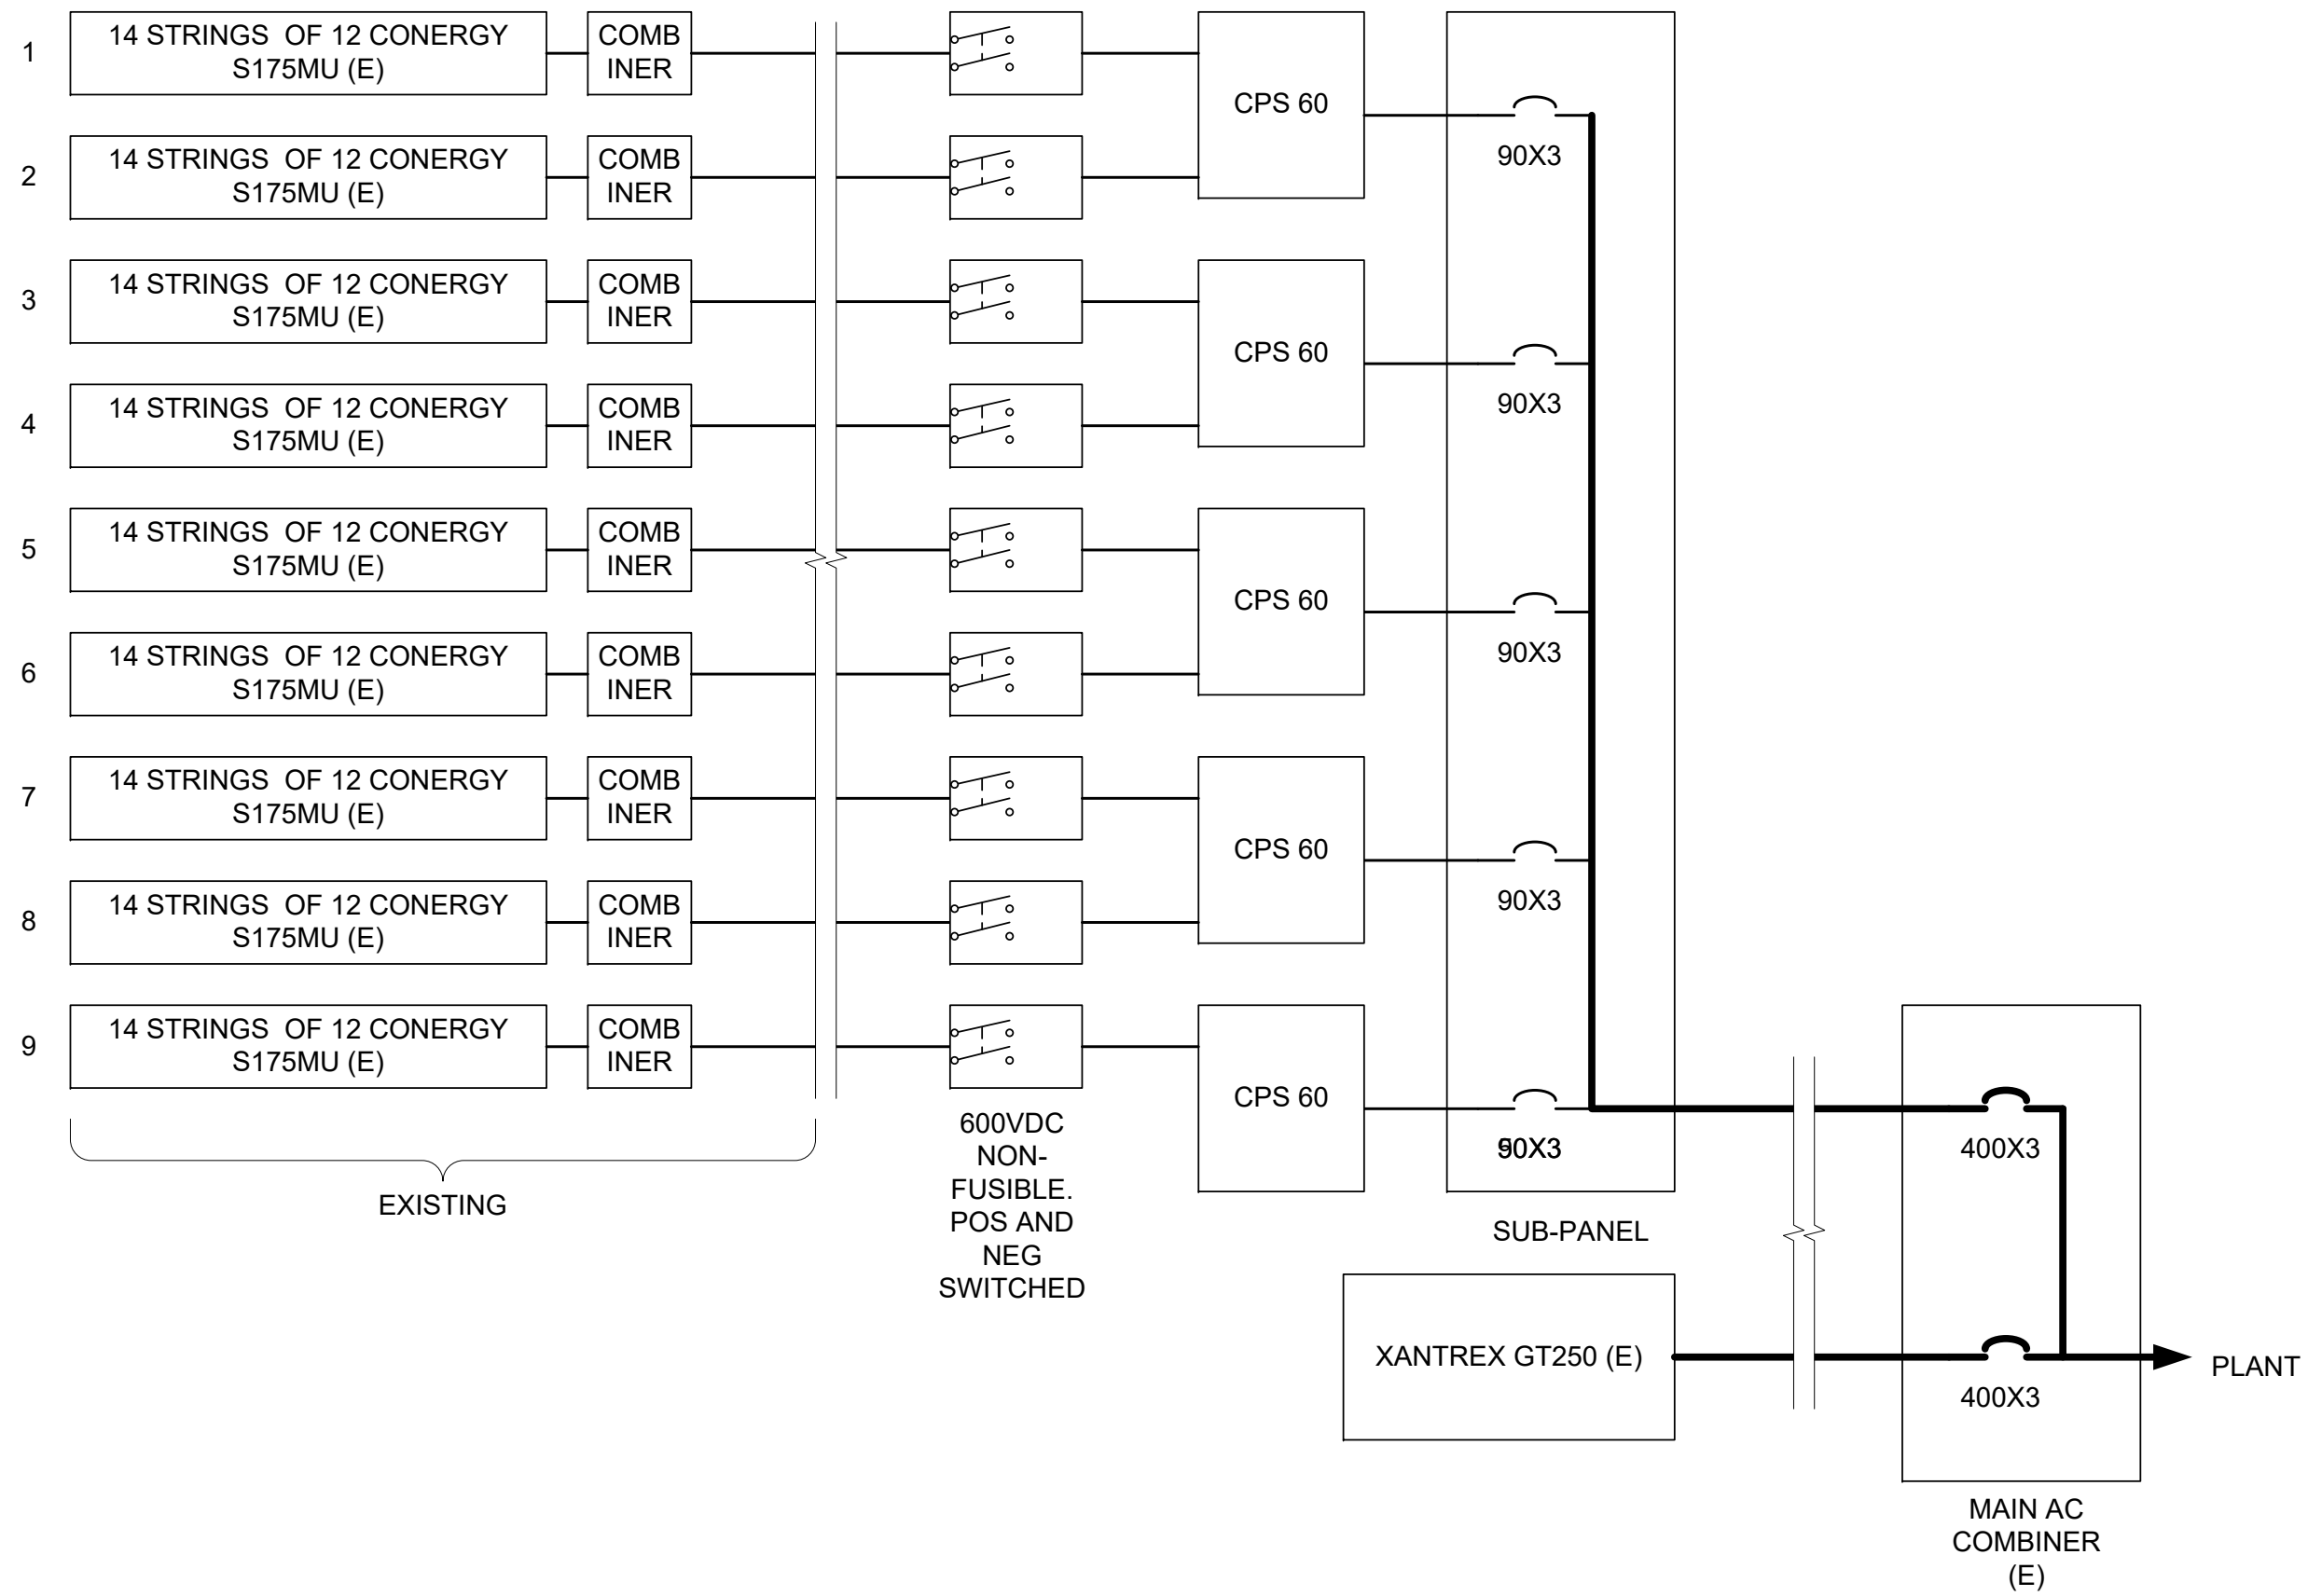 1
14 STRINGS OF 12 CONERGY
S175MU (E)
COMB
INER
CPS 60
90X3
2
14 STRINGS OF 12 CONERGY
S175MU (E)
COMB
INER
3
14 STRINGS OF 12 CONERGY
S175MU (E)
COMB
INER
CPS 60
90X3
4
14 STRINGS OF 12 CONERGY
S175MU (E)
COMB
INER
5
14 STRINGS OF 12 CONERGY
S175MU (E)
COMB
INER
CPS 60
90X3
6
14 STRINGS OF 12 CONERGY
S175MU (E)
COMB
INER
7
14 STRINGS OF 12 CONERGY
S175MU (E)
COMB
INER
CPS 60
90X3
8
14 STRINGS OF 12 CONERGY
S175MU (E)
COMB
INER
9
14 STRINGS OF 12 CONERGY
S175MU (E)
COMB
INER
CPS 60
EXISTING
600VDC
NON-
FUSIBLE.
POS AND
NEG
SWITCHED
SUB-PANEL
400X3
XANTREX GT250 (E)
400X3
PLANT
MAIN AC
COMBINER
(E)